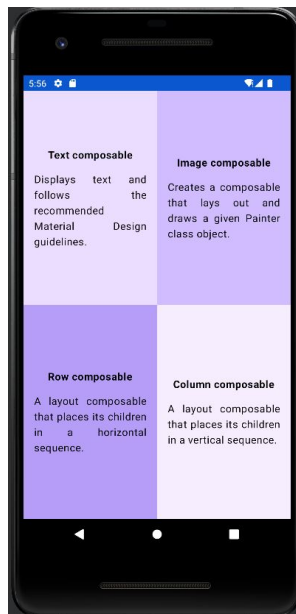 5:56
Text composable
Displays text and
follows the
recommended
Material Design
guidelines.
Image composable
Creates a composable
that lays out and
draws a given Painter
class object.
Row composable
A layout composable
that places its children
in a horizontal
sequence.
Column composable
A layout composable
that places its children
in a vertical sequence.